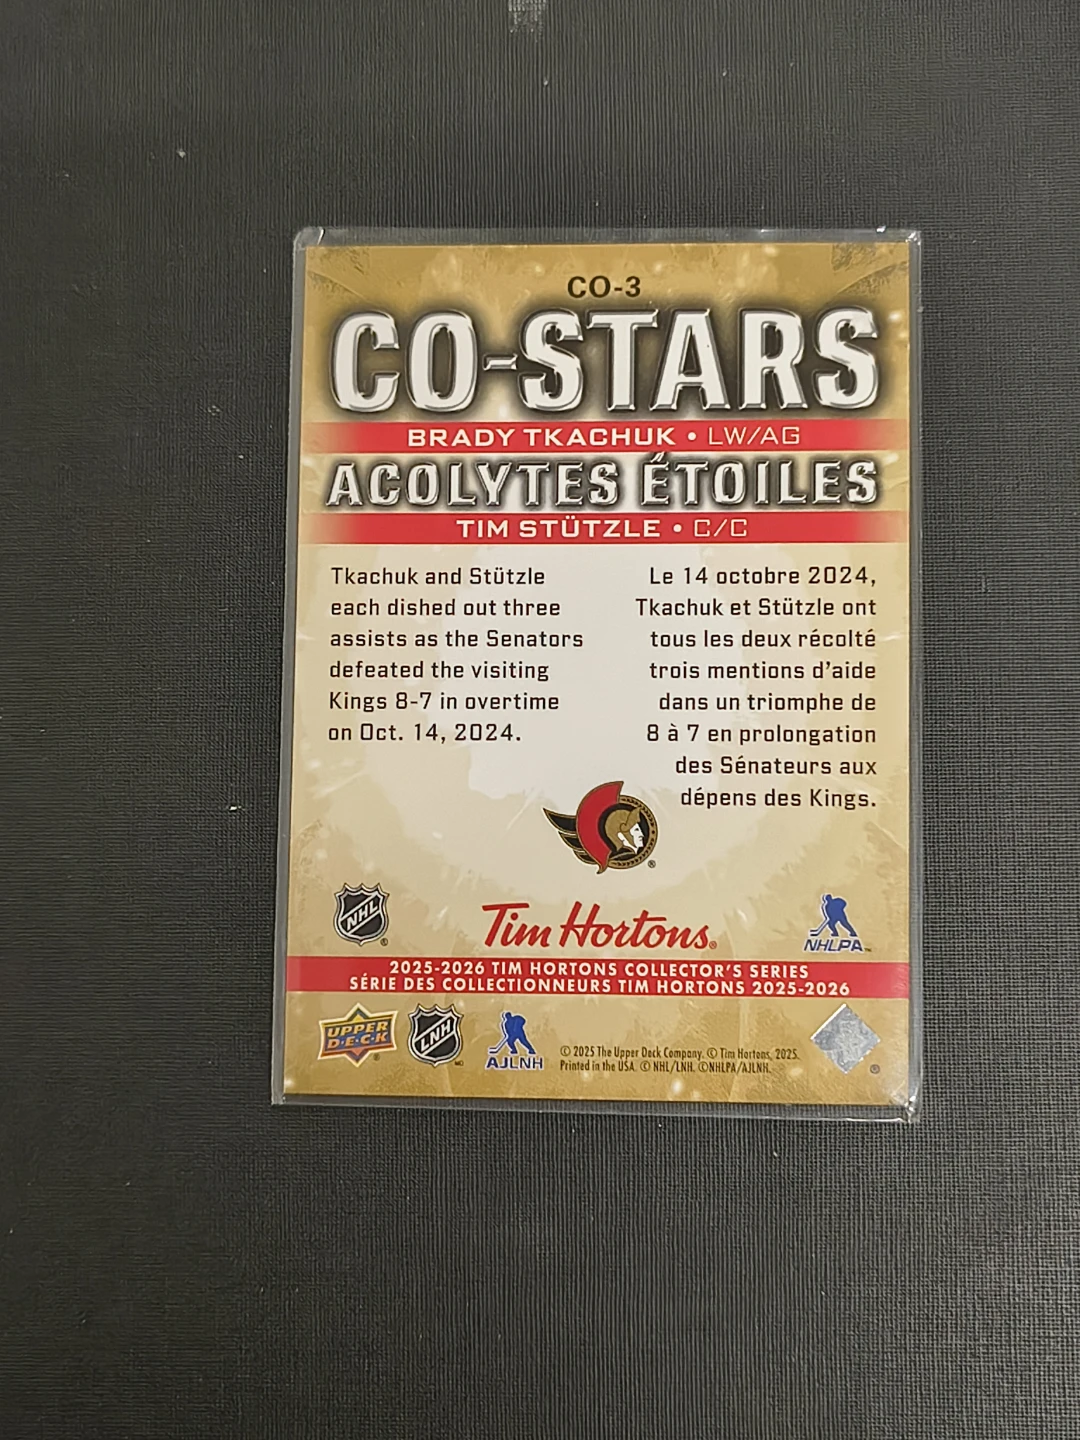 CO-3
CO-STARS
BRADY TKACHUK • LW/AG
ACOLYTES ÉTOILES
TIM STÜTZLE • C/C
Tkachuk and Stützle
each dished out three
assists as the Senators
defeated the visiting
Kings 8-7 in overtime
on Oct. 14, 2024.
Le 14 octobre 2024,
Tkachuk et Stützle ont
tous les deux récolté
trois mentions d'aide
dans un triomphe de
8 à 7 en prolongation
des Sénateurs aux
dépens des Kings.
®
NHL ®
Tim Hortons®
NHLPA™
2025-2026 TIM HORTONS COLLECTOR'S SERIES
SÉRIE DES COLLECTIONNEURS TIM HORTONS 2025-2026
UPPER DECK
LNH MD
AJLNH
© 2025 The Upper Deck Company. © Tim Hortons, 2025.
Printed in the USA. © NHL/LNH. ©NHLPA/AJLNH.
®